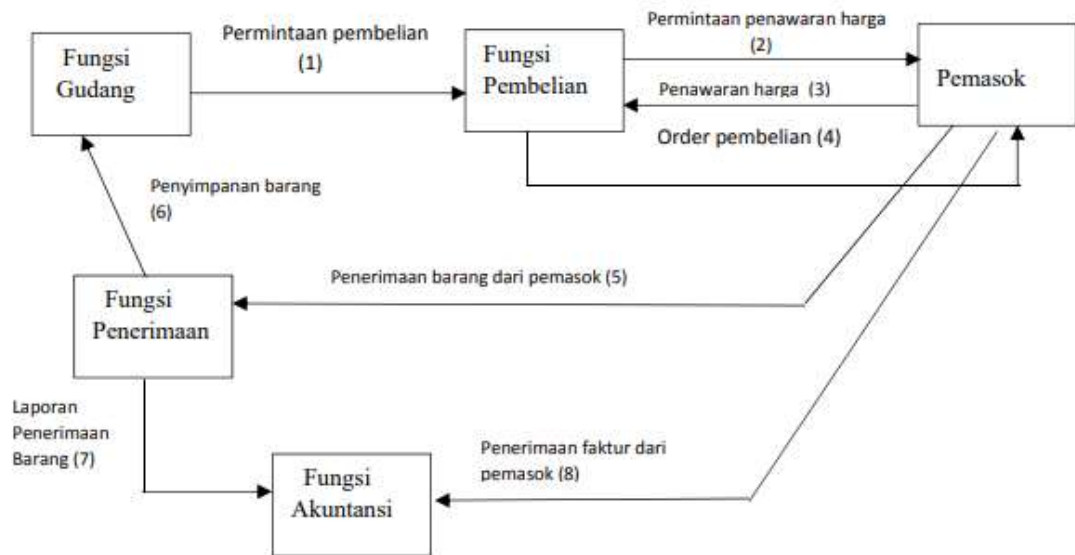 Fungsi
Gudang
Permintaan pembelian
(1)
Fungsi
Pembelian
Permintaan penawaran harga
(2)
Pemasok
Penawaran harga (3)
Order pembelian (4)
Penyimpanan barang
(6)
Penerimaan barang dari pemasok (5)
Fungsi
Penerimaan
Laporan
Penerimaan
Barang (7)
Penerimaan faktur dari
pemasok (8)
Fungsi
Akuntansi